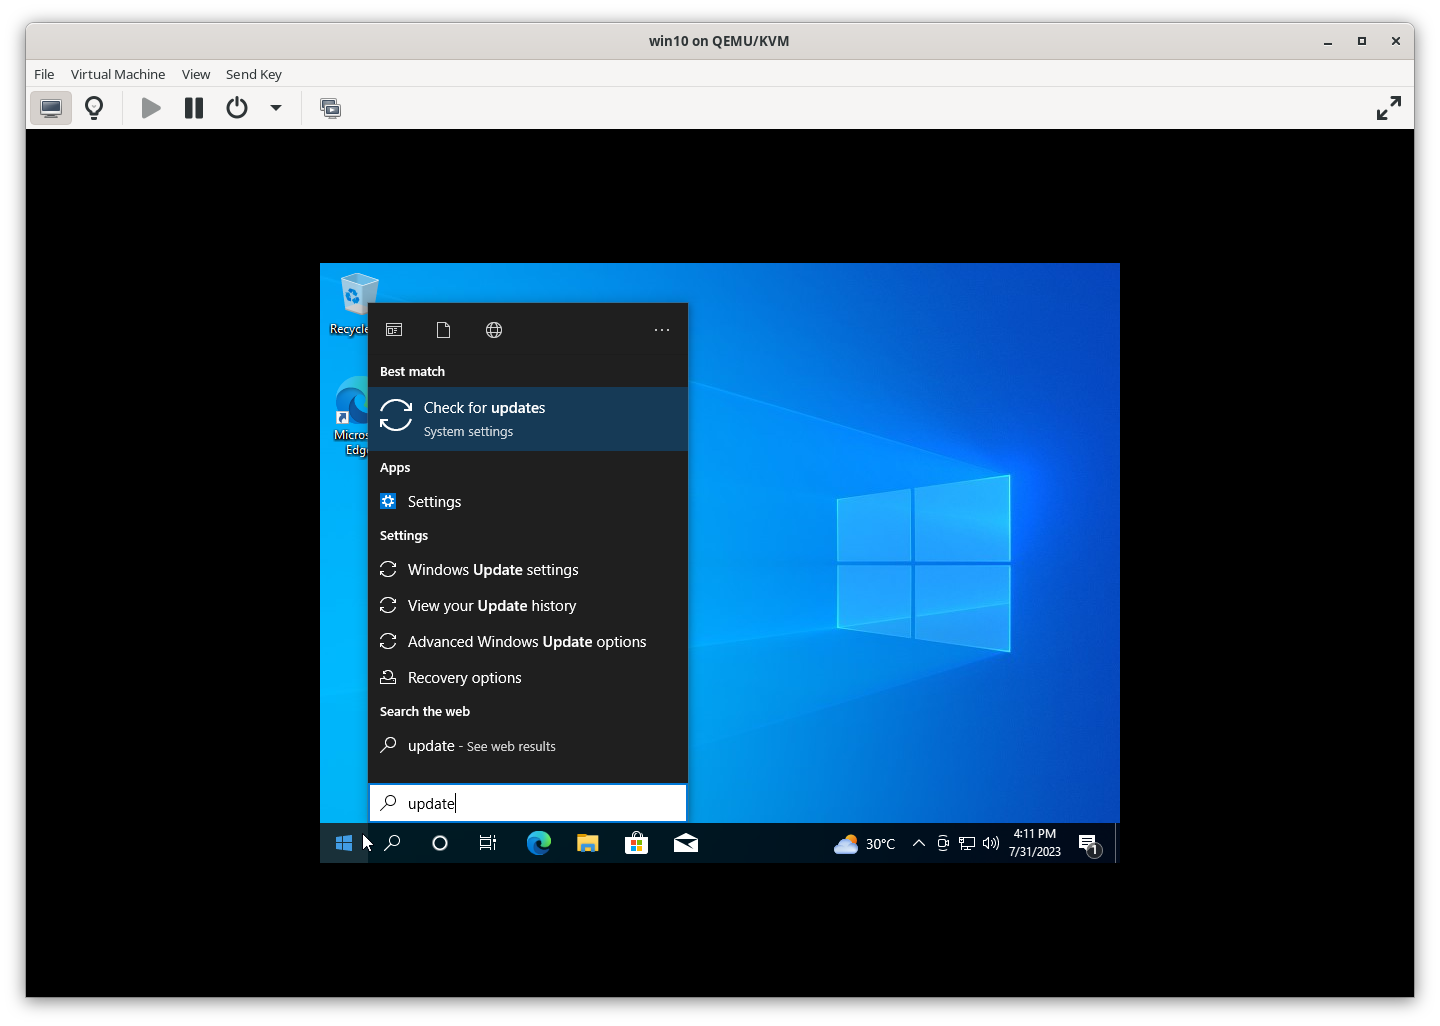 win10 on QEMU/KVM
File Virtual Machine View Send Key
Recycle
Micros
Edge
Best match
Check for updates
System settings
Apps
Settings
Settings
Windows Update settings
View your Update history
Advanced Windows Update options
Recovery options
Search the web
update - See web results
update
30°C
4:11 PM
7/31/2023
1